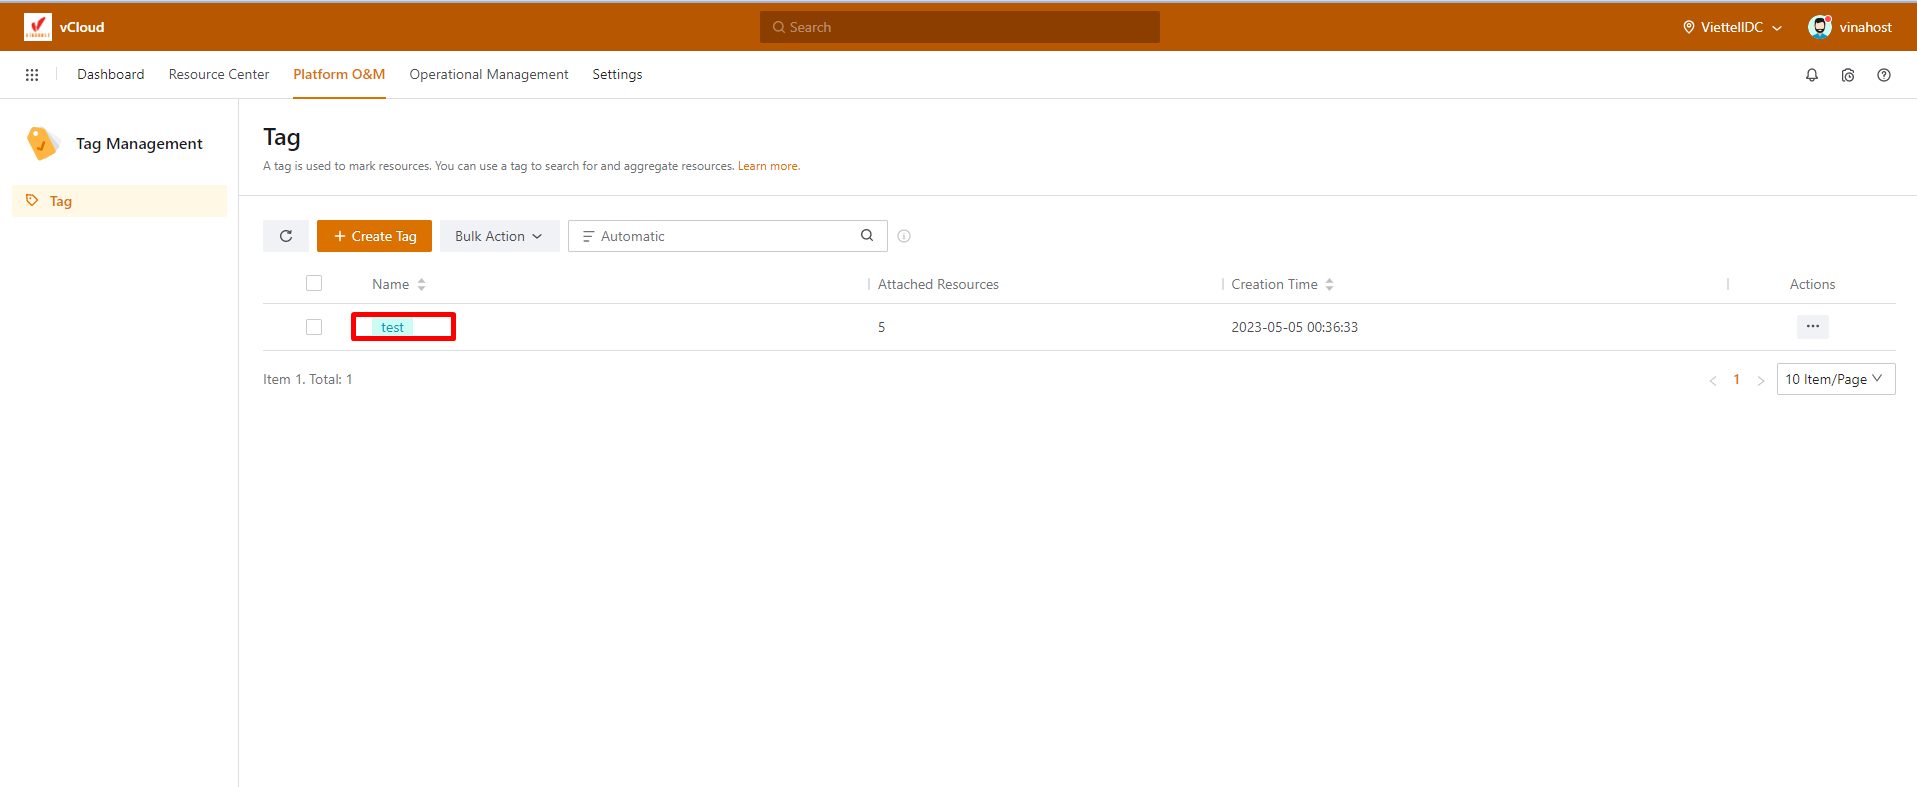 vCloud
Search
ViettelIDC
vinahost
Dashboard
Resource Center
Platform O&M
Operational Management
Settings
Tag Management
Tag
Tag
A tag is used to mark resources. You can use a tag to search for and aggregate resources. Learn more.
+ Create Tag
Bulk Action
Automatic
Name
Attached Resources
Creation Time
Actions
test
5
2023-05-05 00:36:33
Item 1. Total: 1
< 1 >
10 Item/Page